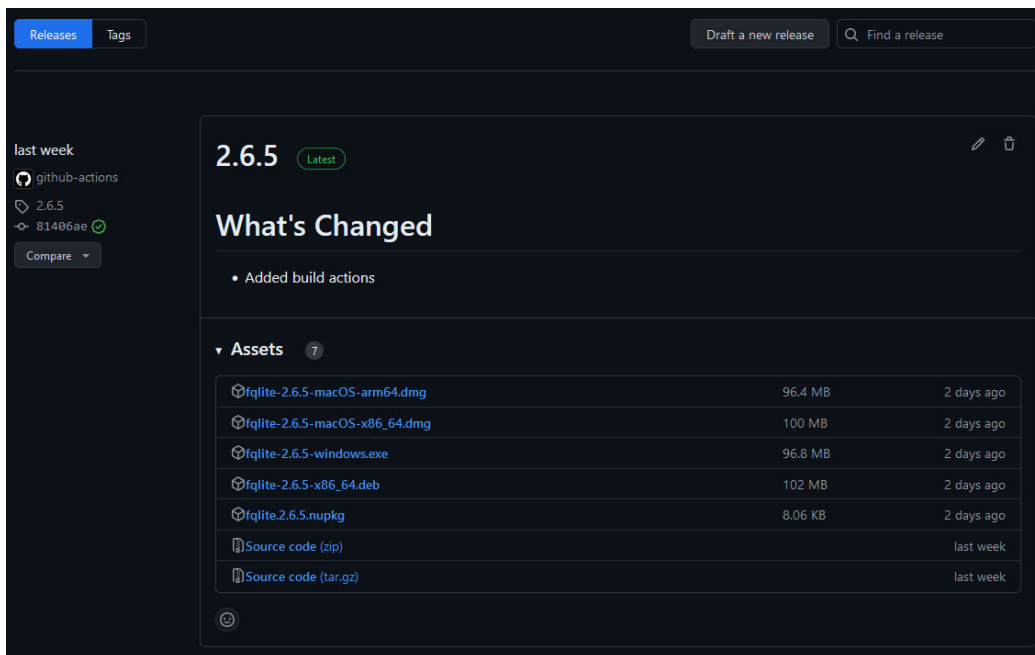 Releases Tags Draft a new release Find a release
last week
github-actions
2.6.5
81406ae
Compare
2.6.5 Latest
What's Changed
• Added build actions
Assets 7
fqlite-2.6.5-macOS-arm64.dmg 96.4 MB 2 days ago
fqlite-2.6.5-macOS-x86_64.dmg 100 MB 2 days ago
fqlite-2.6.5-windows.exe 96.8 MB 2 days ago
fqlite-2.6.5-x86_64.deb 102 MB 2 days ago
fqlite.2.6.5.nupkg 8.06 KB 2 days ago
Source code (zip) last week
Source code (tar.gz) last week